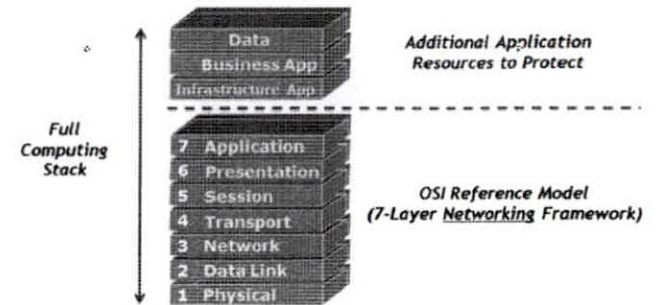 Data
Business App
Infrastructure App
Additional Application
Resources to Protect
Full
Computing
Stack
7 Application
6 Presentation
5 Session
4 Transport
3 Network
2 Data Link
1 Physical
OSI Reference Model
(7-Layer Networking Framework)